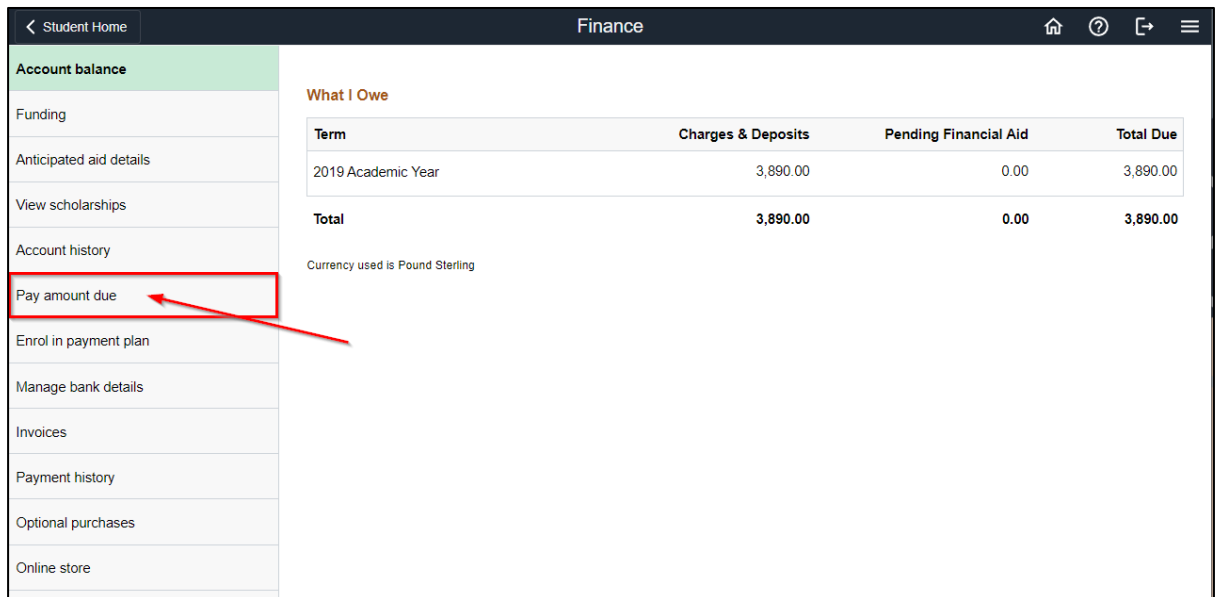 Student Home
Finance
Account balance
Funding
Anticipated aid details
View scholarships
Account history
Pay amount due
Enrol in payment plan
Manage bank details
Invoices
Payment history
Optional purchases
Online store
What I Owe
Term Charges & Deposits Pending Financial Aid Total Due
2019 Academic Year 3,890.00 0.00 3,890.00
Total 3,890.00 0.00 3,890.00
Currency used is Pound Sterling